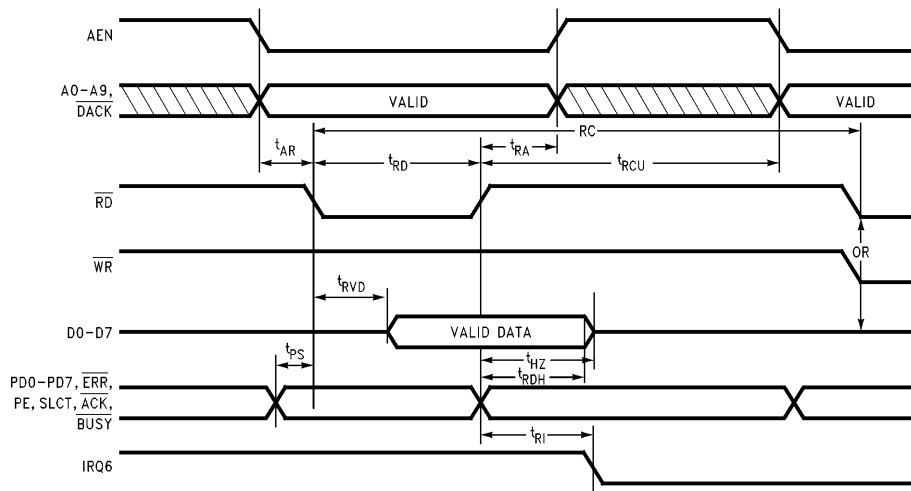 AEN
A0-A9,
DACK
VALID
VALID
RC
tAR
tRD
tRA
tRCU
RD
WR
OR
tRVD
D0-D7
VALID DATA
tPS
tHZ
tRDH
PD0-PD7, ERR,
PE, SLCT, ACK,
BUSY
tRI
IRQ6